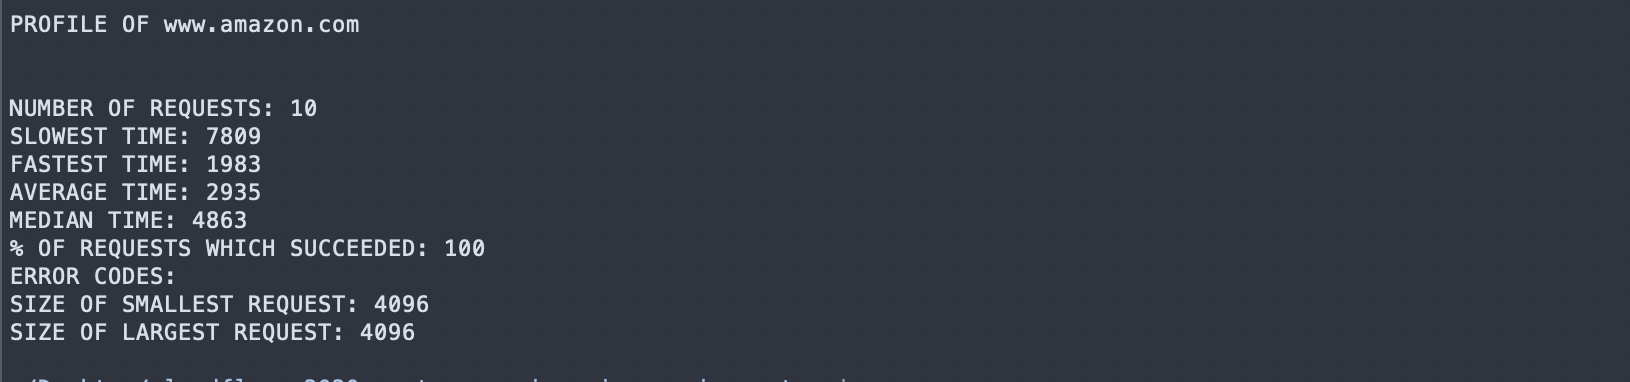 PROFILE OF www.amazon.com
NUMBER OF REQUESTS: 10
SLOWEST TIME: 7809
FASTEST TIME: 1983
AVERAGE TIME: 2935
MEDIAN TIME: 4863
% OF REQUESTS WHICH SUCCEEDED: 100
ERROR CODES:
SIZE OF SMALLEST REQUEST: 4096
SIZE OF LARGEST REQUEST: 4096